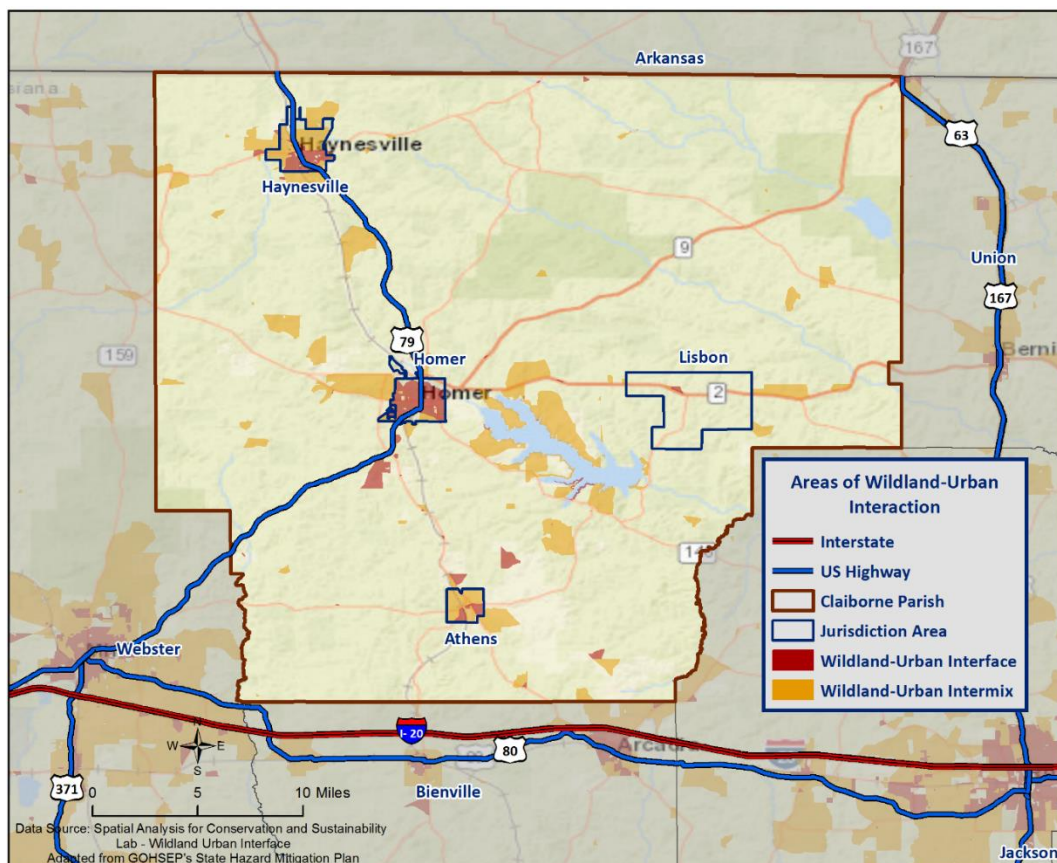 Arkansas
167
siana
63
Haynesville
Haynesville
9
Union
167
159
79
Homer
Homer
Lisbon
2
Berni
Areas of Wildland-Urban
Interaction
Interstate
US Highway
Claiborne Parish
Jurisdiction Area
Wildland-Urban Interface
Wildland-Urban Intermix
Athens
Webster
I-20
Arcadia
80
N
W E
S
371
0 5 10 Miles
Bienville
Data Source: Spatial Analysis for Conservation and Sustainability
Lab - Wildland Urban Interface
Adapted from GOHSEP's State Hazard Mitigation Plan
Jackson